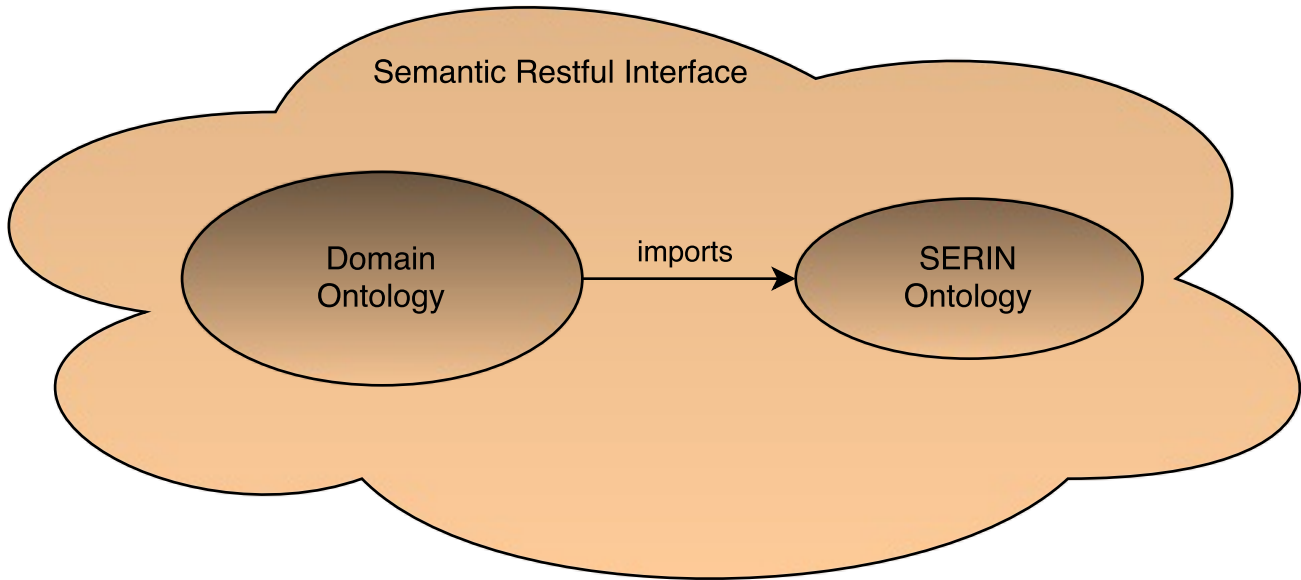 Semantic Restful Interface
Domain
Ontology
imports
SERIN
Ontology